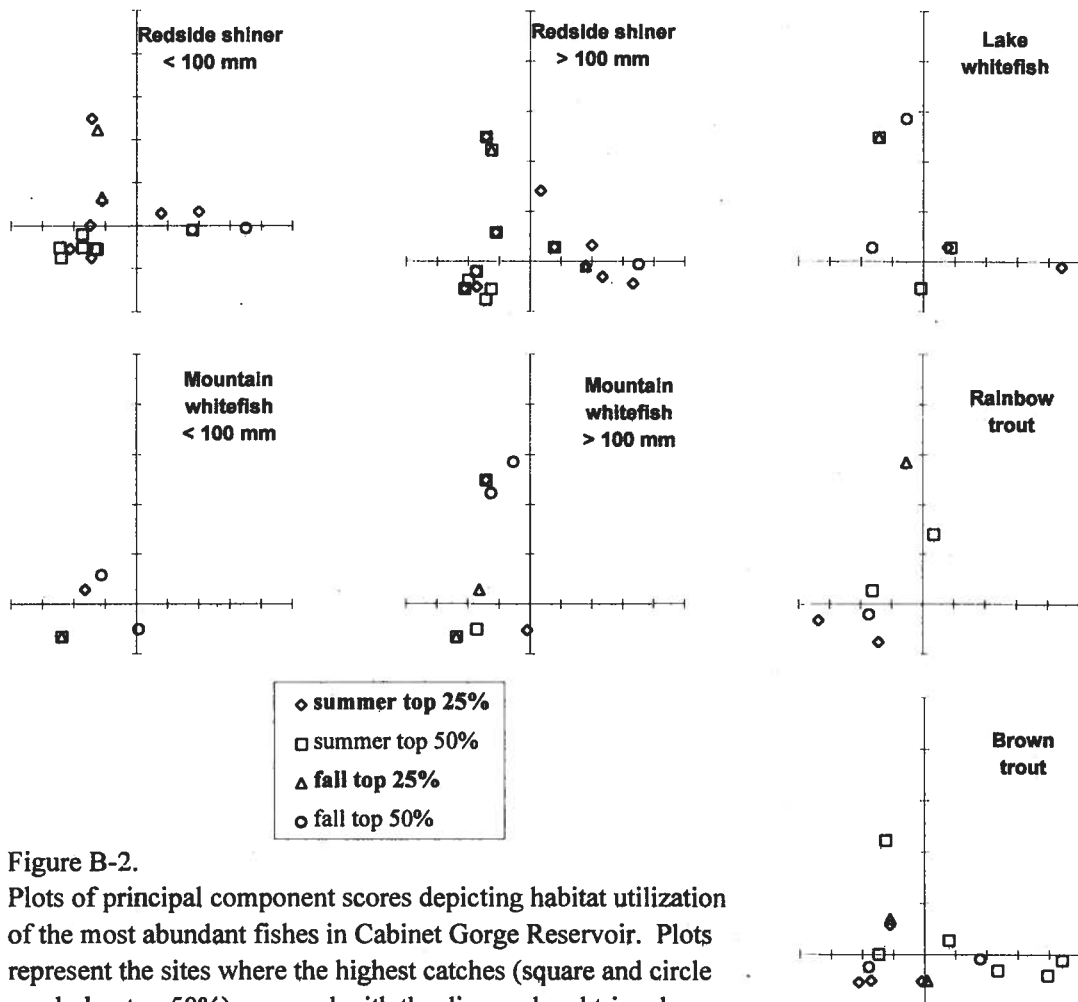 Redside shiner
< 100 mm
Redside shiner
> 100 mm
Lake
whitefish
Mountain
whitefish
< 100 mm
Mountain
whitefish
> 100 mm
Rainbow
trout
summer top 25%
summer top 50%
fall top 25%
fall top 50%
Brown
trout
Figure B-2.
Plots of principal component scores depicting habitat utilization
of the most abundant fishes in Cabinet Gorge Reservoir. Plots
represent the sites where the highest catches (square and circle